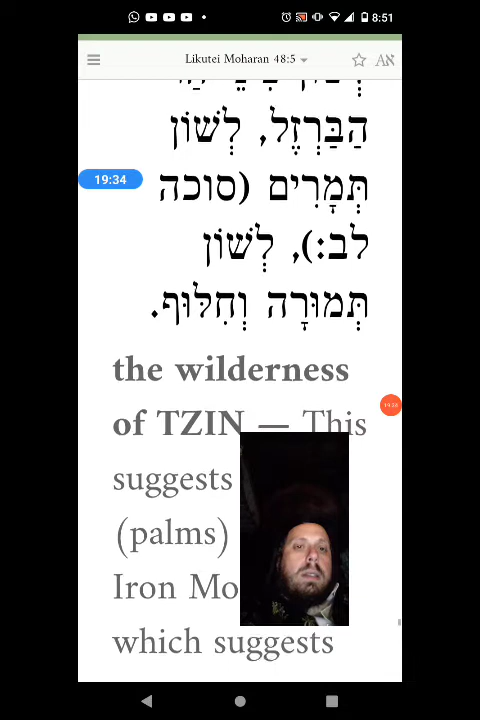 8:51
Likutei Moharan 48:5
הַבַּרְזֶל, לְשׁוֹן
19:34
תְּמָרִים (סוכה
לב:), לְשׁוֹן
תְּמוּרָה וְחִלּוּף.
the wilderness
of TZIN — This
suggests
(palms)
Iron Mo
which suggests